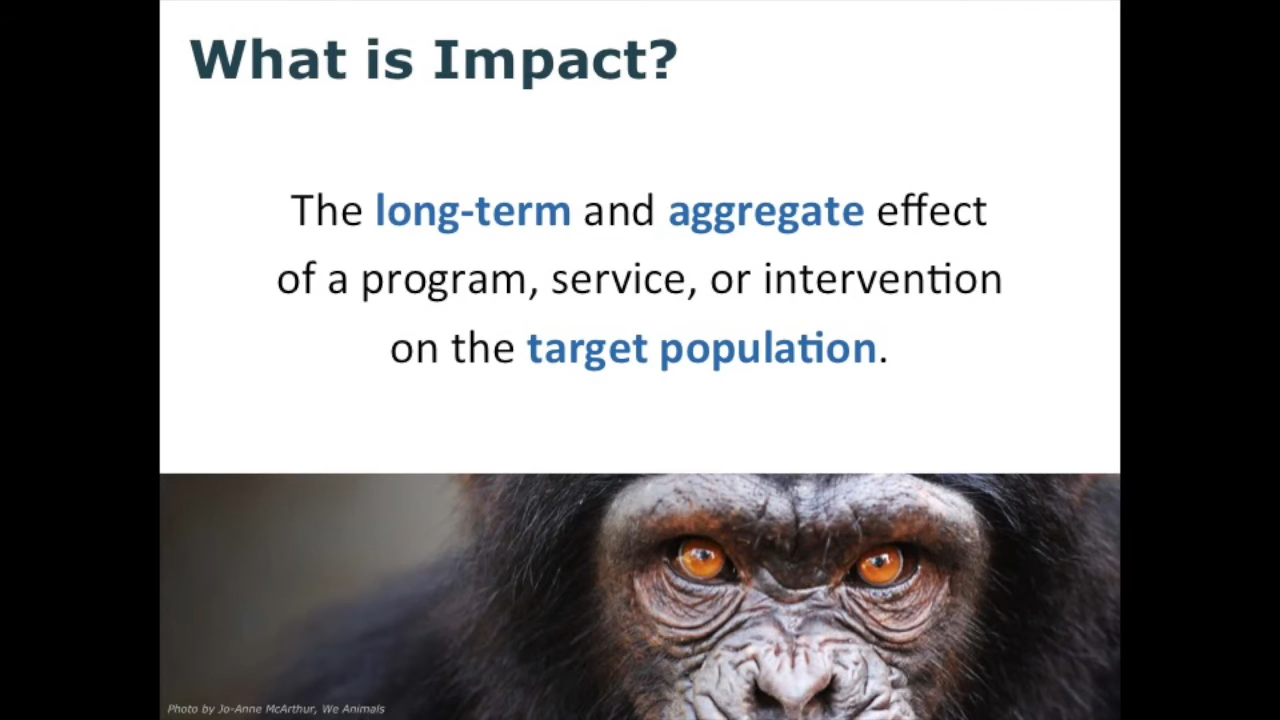 What is Impact?
The long-term and aggregate effect
of a program, service, or intervention
on the target population.
Photo by Jo-Anne McArthur, We Animals